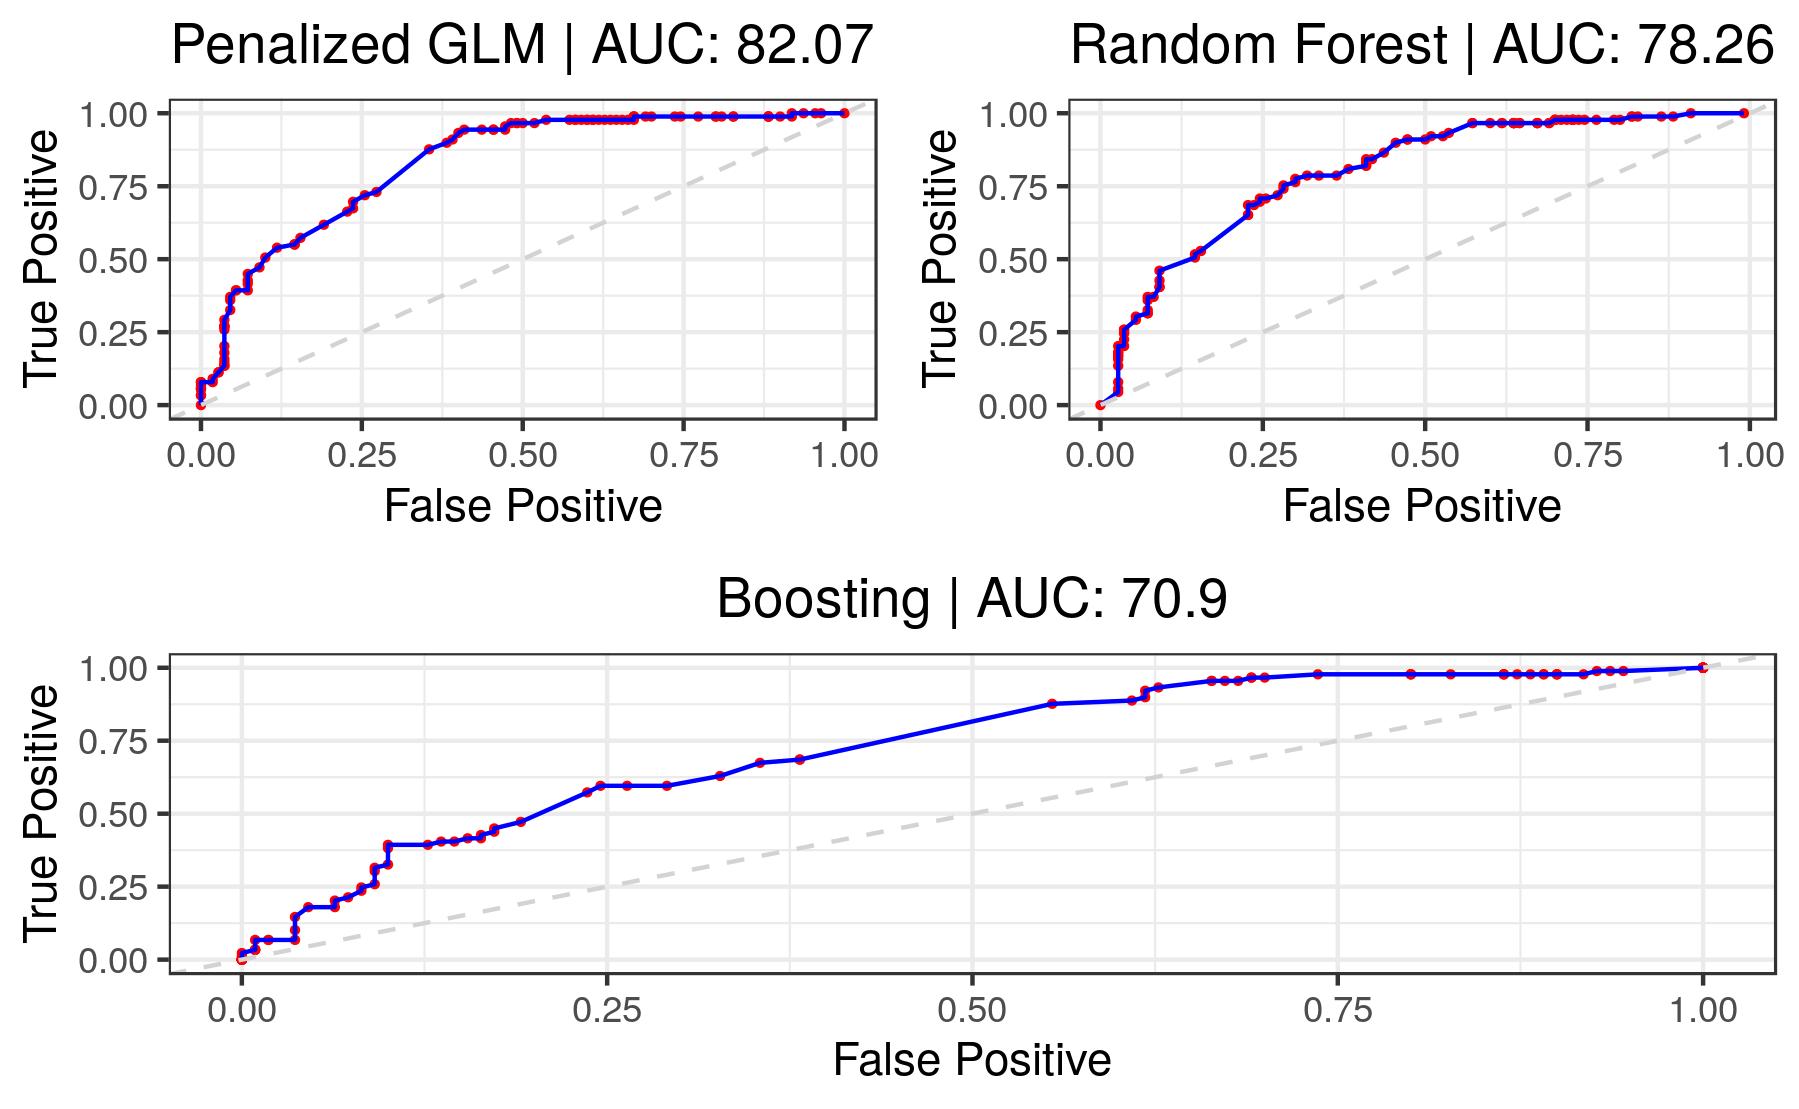 Penalized GLM | AUC: 82.07
True Positive
1.00
0.75
0.50
0.25
0.00
0.00 0.25 0.50 0.75 1.00
False Positive
Random Forest | AUC: 78.26
True Positive
1.00
0.75
0.50
0.25
0.00
0.00 0.25 0.50 0.75 1.00
False Positive
Boosting | AUC: 70.9
True Positive
1.00
0.75
0.50
0.25
0.00
0.00 0.25 0.50 0.75 1.00
False Positive